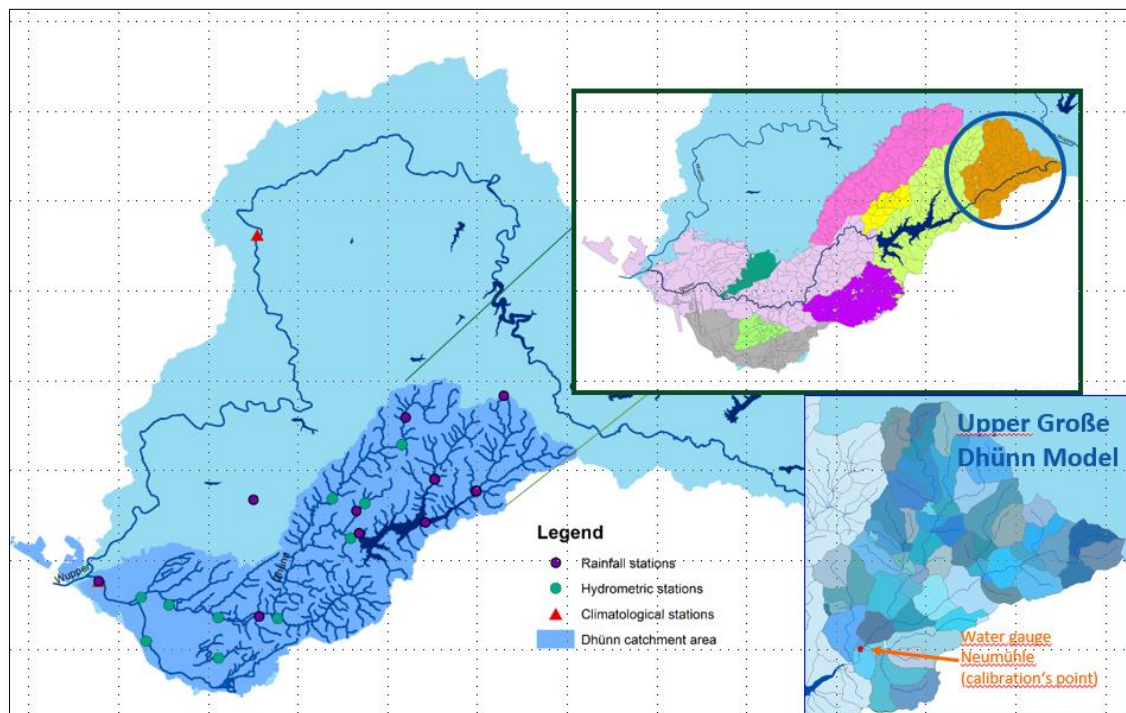 Wupper
Dhünn
Legend
Rainfall stations
Hydrometric stations
Climatological stations
Dhünn catchment area
Upper Große
Dhünn Model
Water gauge
Neumühle
(calibration's point)